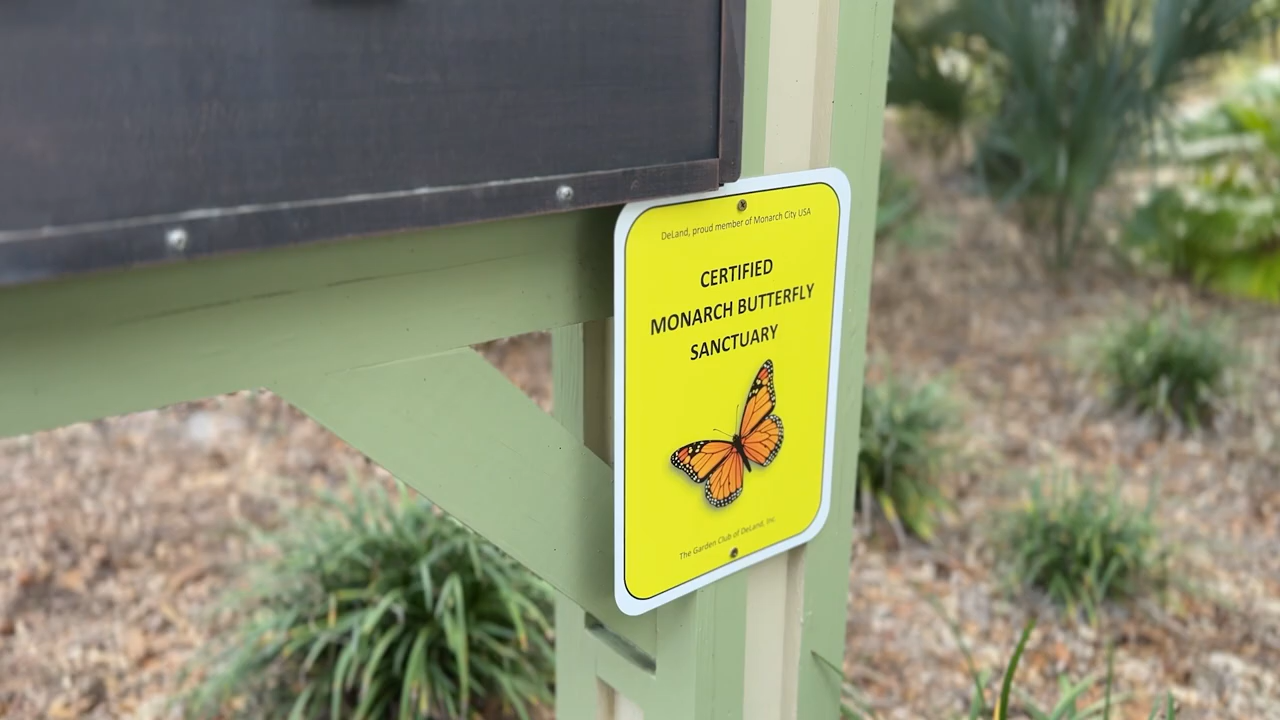 DeLand, proud member of Monarch City USA
CERTIFIED
MONARCH BUTTERFLY
SANCTUARY
The Garden Club of DeLand, Inc.